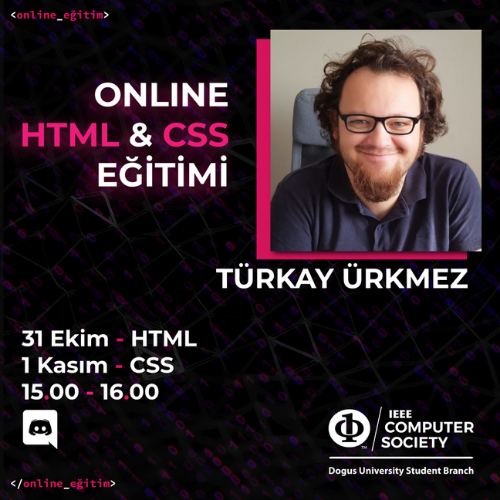 <online_eğitim>
ONLINE
HTML & CSS
EĞİTİMİ
TÜRKAY ÜRKMEZ
31 Ekim - HTML
1 Kasım - CSS
15.00 - 16.00
IEEE
COMPUTER
SOCIETY
TM
Dogus University Student Branch
</online_eğitim>